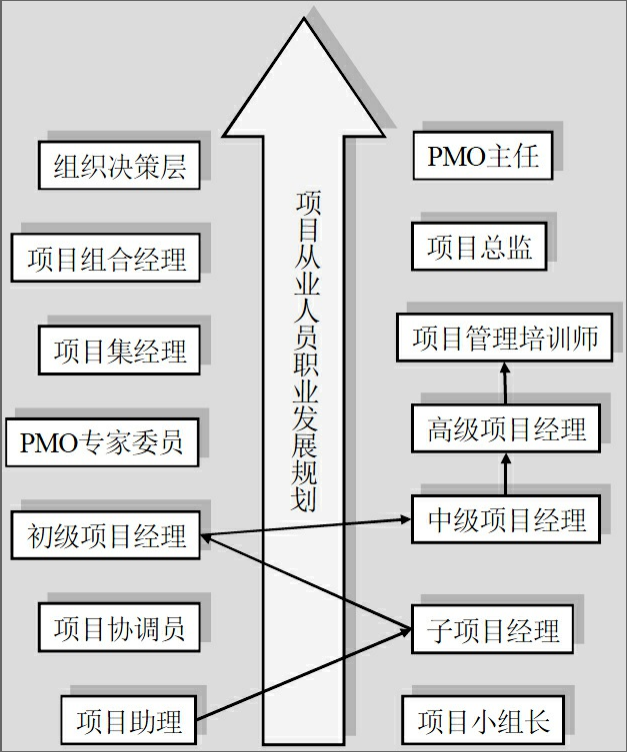 组织决策层
项目组合经理
项目集经理
PMO专家委员
初级项目经理
项目协调员
项目助理
项目从业人员职业发展规划
PMO主任
项目总监
项目管理培训师
高级项目经理
中级项目经理
子项目经理
项目小组长